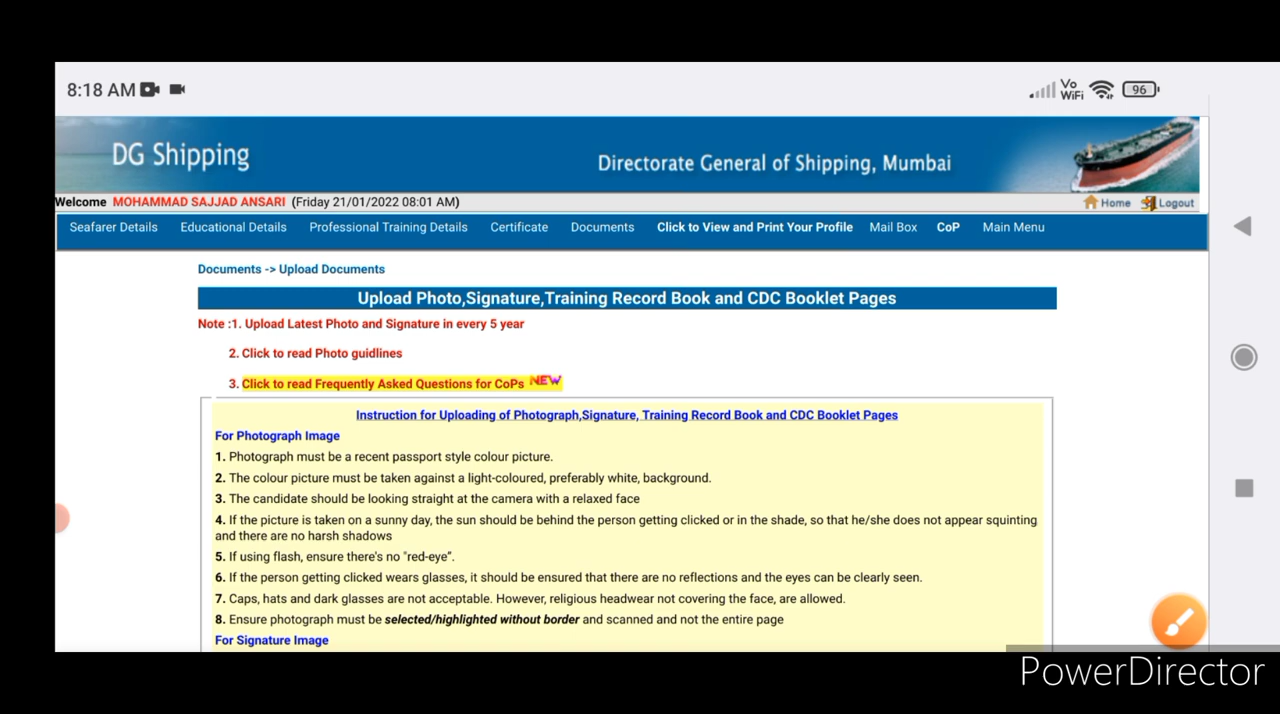 8:18 AM
Vo WiFi 96
DG Shipping
Directorate General of Shipping, Mumbai
Welcome MOHAMMAD SAJJAD ANSARI (Friday 21/01/2022 08:01 AM)
Home Logout
Seafarer Details Educational Details Professional Training Details Certificate Documents Click to View and Print Your Profile Mail Box CoP Main Menu
Documents -> Upload Documents
Upload Photo,Signature,Training Record Book and CDC Booklet Pages
Note :1. Upload Latest Photo and Signature in every 5 year
2. Click to read Photo guidlines
3. Click to read Frequently Asked Questions for CoPs NEW
Instruction for Uploading of Photograph,Signature, Training Record Book and CDC Booklet Pages
For Photograph Image
1. Photograph must be a recent passport style colour picture.
2. The colour picture must be taken against a light-coloured, preferably white, background.
3. The candidate should be looking straight at the camera with a relaxed face
4. If the picture is taken on a sunny day, the sun should be behind the person getting clicked or in the shade, so that he/she does not appear squinting
and there are no harsh shadows
5. If using flash, ensure there's no "red-eye".
6. If the person getting clicked wears glasses, it should be ensured that there are no reflections and the eyes can be clearly seen.
7. Caps, hats and dark glasses are not acceptable. However, religious headwear not covering the face, are allowed.
8. Ensure photograph must be selected/highlighted without border and scanned and not the entire page
For Signature Image
PowerDirector